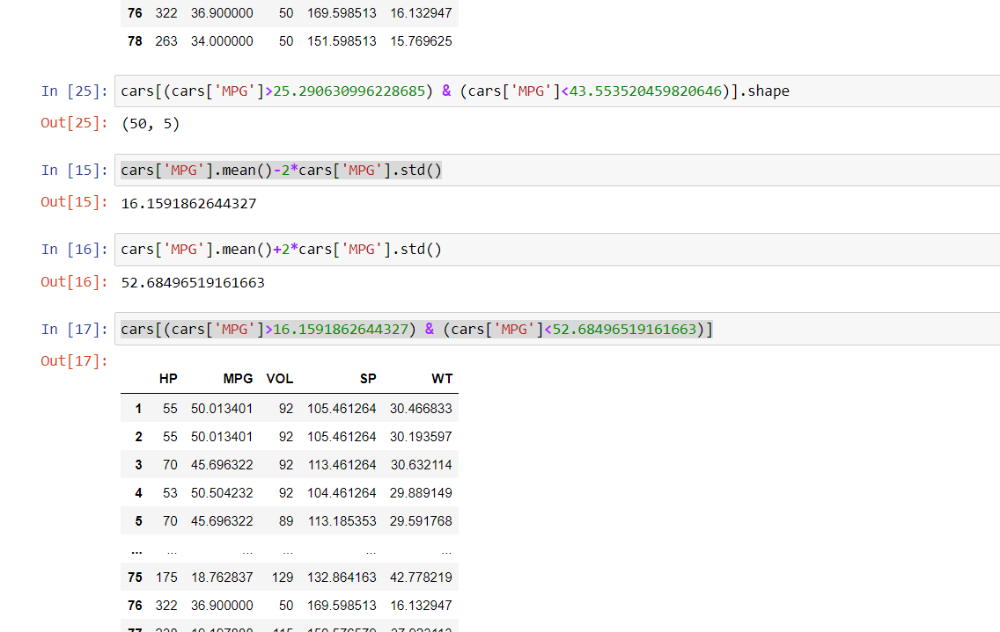 76 322 36.900000 50 169.598513 16.132947
78 263 34.000000 50 151.598513 15.769625
In [25]: cars[(cars['MPG']>25.290630996228685) & (cars['MPG']<43.553520459820646)].shape
Out[25]: (50, 5)
In [15]: cars['MPG'].mean()-2*cars['MPG'].std()
Out[15]: 16.1591862644327
In [16]: cars['MPG'].mean()+2*cars['MPG'].std()
Out[16]: 52.68496519161663
In [17]: cars[(cars['MPG']>16.1591862644327) & (cars['MPG']<52.68496519161663)]
Out[17]:
HP MPG VOL SP WT
1 55 50.013401 92 105.461264 30.466833
2 55 50.013401 92 105.461264 30.193597
3 70 45.696322 92 113.461264 30.632114
4 53 50.504232 92 104.461264 29.889149
5 70 45.696322 89 113.185353 29.591768
... ... ... ... ... ...
75 175 18.762837 129 132.864163 42.778219
76 322 36.900000 50 169.598513 16.132947